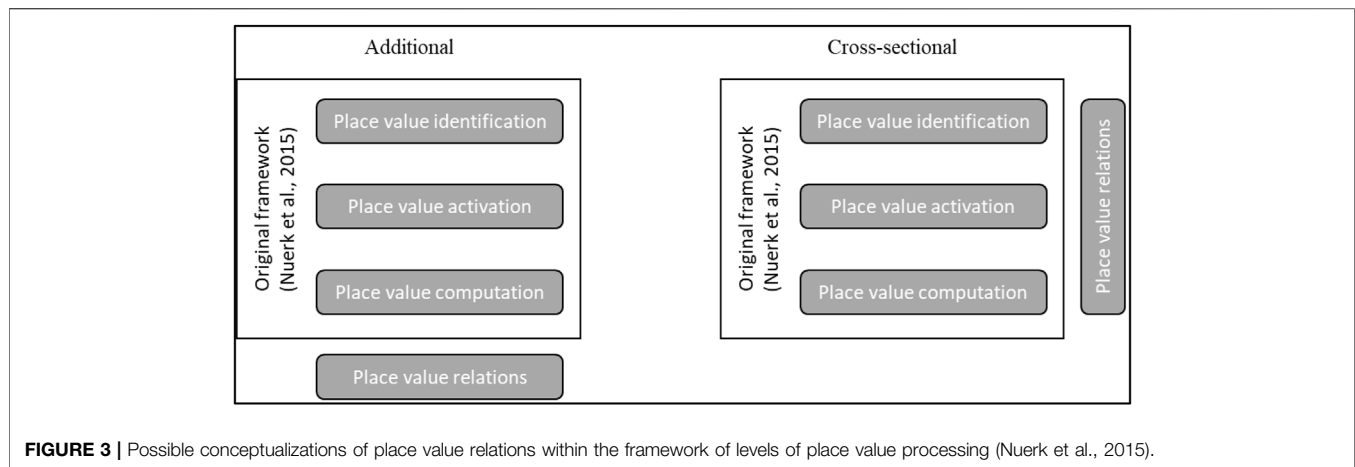 Additional
Original framework
(Nuerk et al., 2015)
Place value identification
Place value activation
Place value computation
Place value relations
Cross-sectional
Original framework
(Nuerk et al., 2015)
Place value identification
Place value activation
Place value computation
Place value relations
FIGURE 3 | Possible conceptualizations of place value relations within the framework of levels of place value processing (Nuerk et al., 2015).